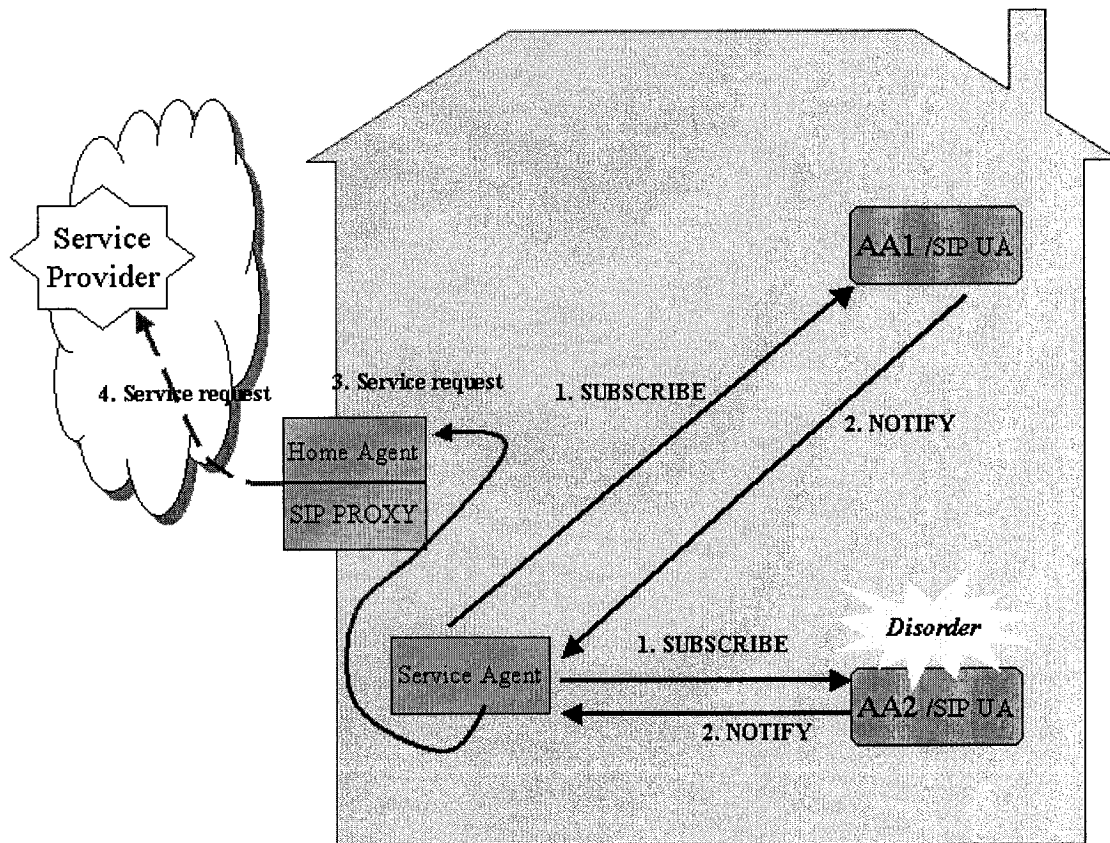 Service
Provider
AA1 /SIP UA
3. Service request
4. Service request
1. SUBSCRIBE
2. NOTIFY
Home Agent
SIP PROXY
Disorder
1. SUBSCRIBE
Service Agent
AA2 /SIP UA
2. NOTIFY